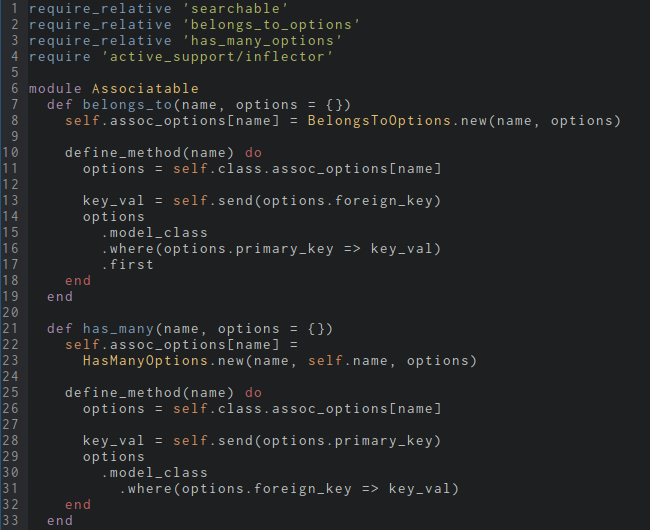 1 require_relative 'searchable'
2 require_relative 'belongs_to_options'
3 require_relative 'has_many_options'
4 require 'active_support/inflector'
5
6 module Associatable
7   def belongs_to(name, options = {})
8     self.assoc_options[name] = BelongsToOptions.new(name, options)
9
10     define_method(name) do
11       options = self.class.assoc_options[name]
12
13       key_val = self.send(options.foreign_key)
14       options
15         .model_class
16         .where(options.primary_key => key_val)
17         .first
18     end
19   end
20
21   def has_many(name, options = {})
22     self.assoc_options[name] =
23       HasManyOptions.new(name, self.name, options)
24
25     define_method(name) do
26       options = self.class.assoc_options[name]
27
28       key_val = self.send(options.primary_key)
29       options
30         .model_class
31           .where(options.foreign_key => key_val)
32     end
33   end